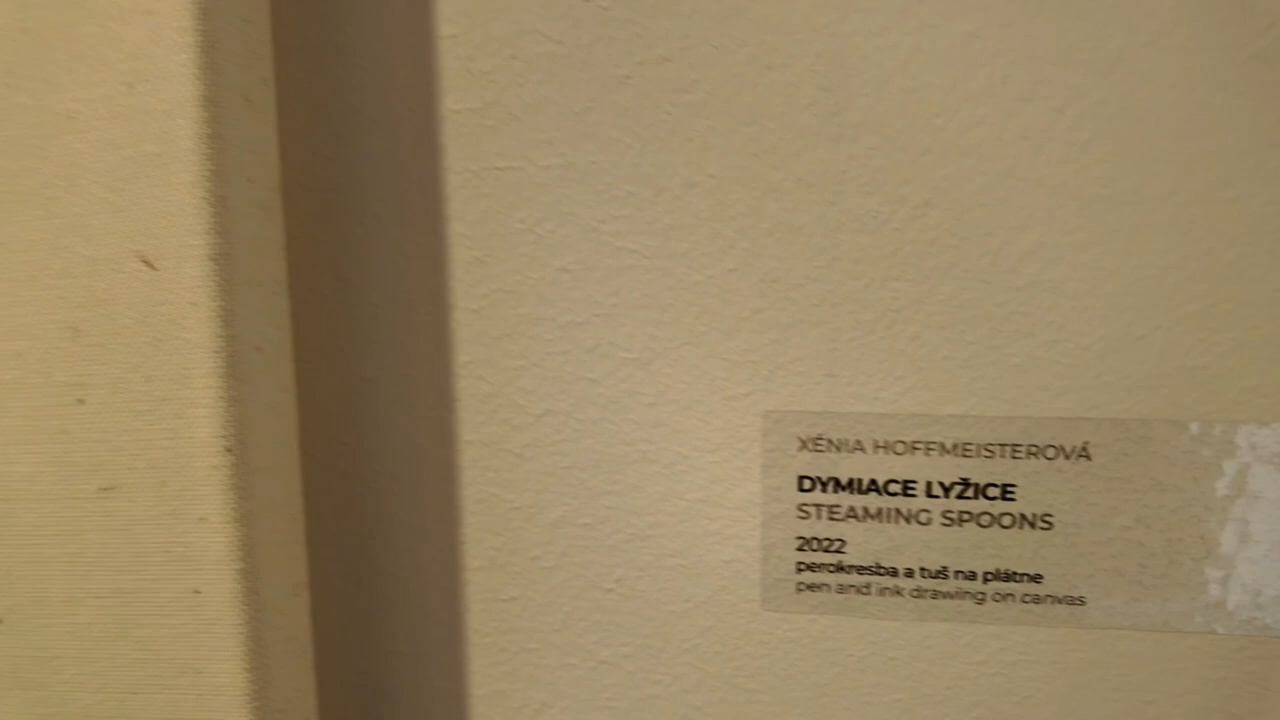 XÉNIA HOFFMEISTEROVÁ
DYMIACE LYŽICE
STEAMING SPOONS
2022
perokresba a tuš na plátne
pen and ink drawing on canvas